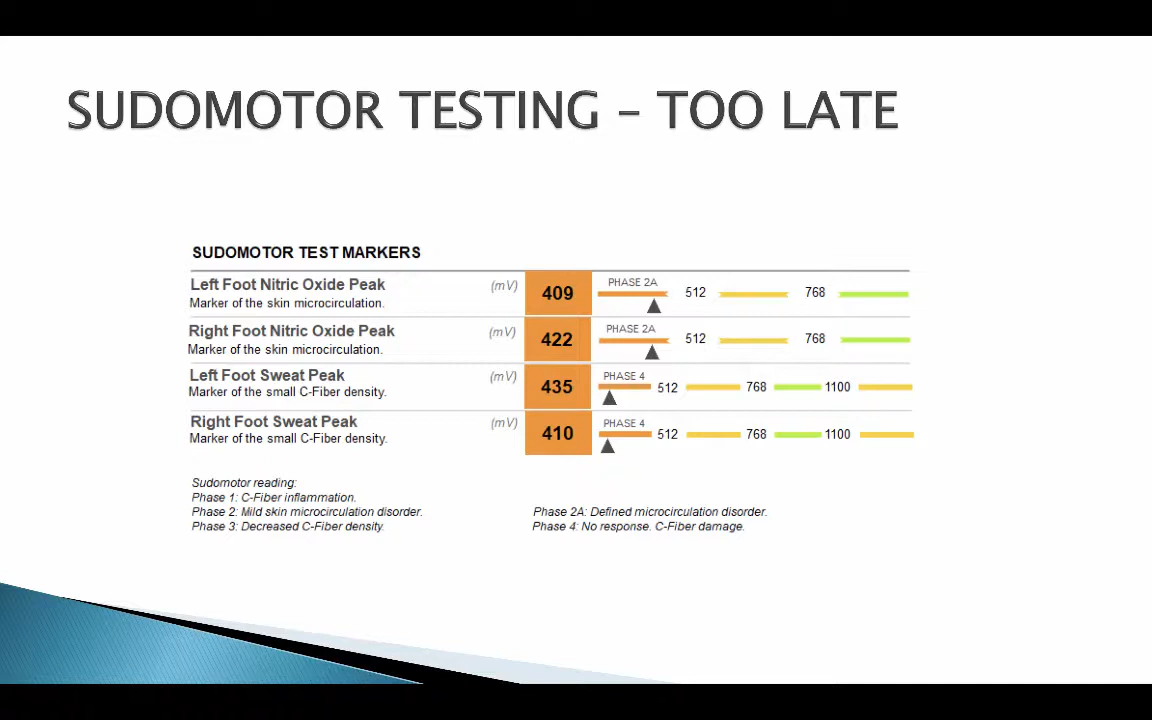 SUDOMOTOR TESTING – TOO LATE
SUDOMOTOR TEST MARKERS
Left Foot Nitric Oxide Peak (mV) 409 PHASE 2A 512 768
Marker of the skin microcirculation.
Right Foot Nitric Oxide Peak (mV) 422 PHASE 2A 512 768
Marker of the skin microcirculation.
Left Foot Sweat Peak (mV) 435 PHASE 4 512 768 1100
Marker of the small C-Fiber density.
Right Foot Sweat Peak (mV) 410 PHASE 4 512 768 1100
Marker of the small C-Fiber density.
Sudomotor reading:
Phase 1: C-Fiber inflammation.
Phase 2: Mild skin microcirculation disorder. Phase 2A: Defined microcirculation disorder.
Phase 3: Decreased C-Fiber density. Phase 4: No response. C-Fiber damage.